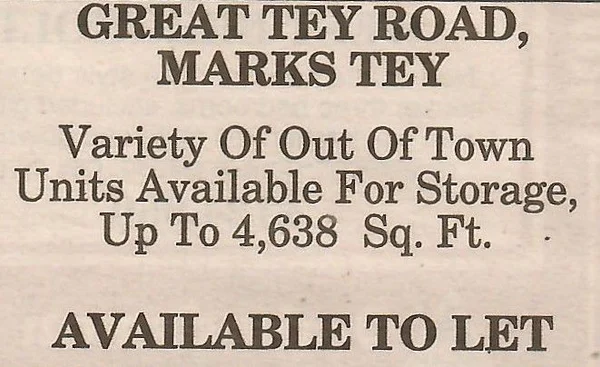 GREAT TEY ROAD,
MARKS TEY
Variety Of Out Of Town
Units Available For Storage,
Up To 4,638 Sq. Ft.
AVAILABLE TO LET